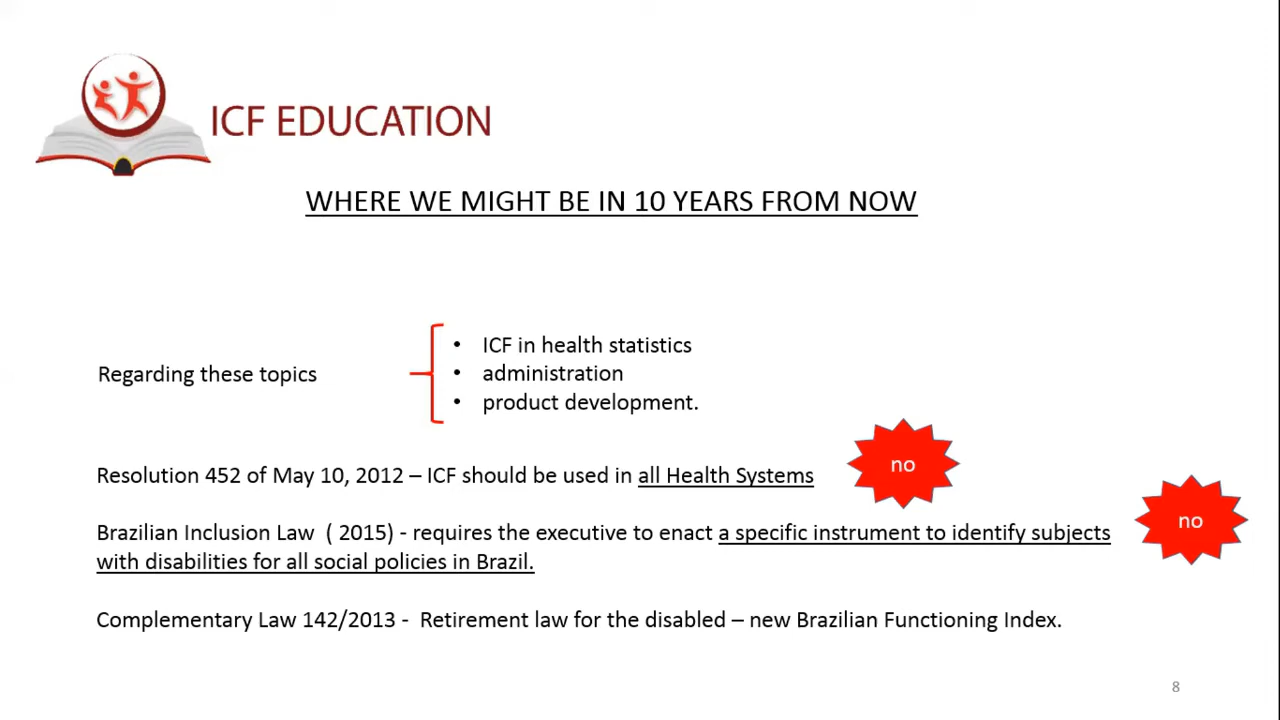 ICF EDUCATION
WHERE WE MIGHT BE IN 10 YEARS FROM NOW
Regarding these topics
• ICF in health statistics
• administration
• product development.
Resolution 452 of May 10, 2012 – ICF should be used in all Health Systems
no
Brazilian Inclusion Law ( 2015) - requires the executive to enact a specific instrument to identify subjects
with disabilities for all social policies in Brazil.
no
Complementary Law 142/2013 - Retirement law for the disabled – new Brazilian Functioning Index.
8